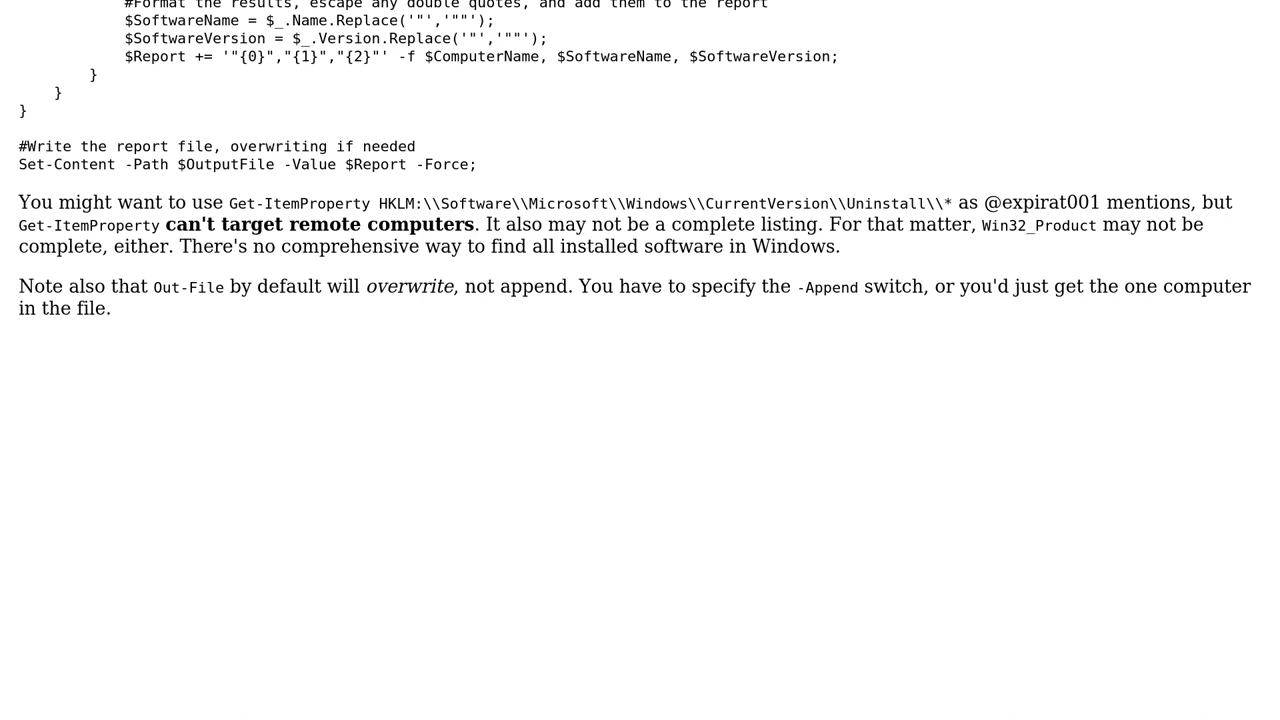 #Format the results, escape any double quotes, and add them to the report
$SoftwareName = $_.Name.Replace('"','""');
$SoftwareVersion = $_.Version.Replace('"','""');
$Report += '"{0}","{1}","{2}"' -f $ComputerName, $SoftwareName, $SoftwareVersion;
}
}
}
#Write the report file, overwriting if needed
Set-Content -Path $OutputFile -Value $Report -Force;
You might want to use Get-ItemProperty HKLM:\\Software\\Microsoft\\Windows\\CurrentVersion\\Uninstall\\* as @expirat001 mentions, but
Get-ItemProperty can't target remote computers. It also may not be a complete listing. For that matter, Win32_Product may not be
complete, either. There's no comprehensive way to find all installed software in Windows.
Note also that Out-File by default will overwrite, not append. You have to specify the -Append switch, or you'd just get the one computer
in the file.